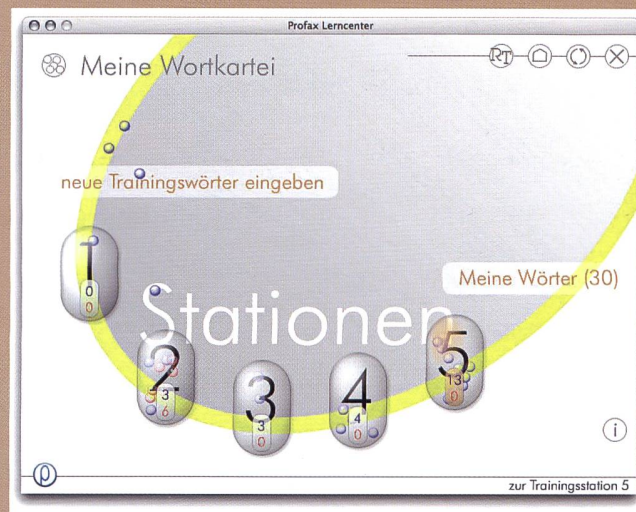 Profax Lerncenter
Meine Wortkartei
RT
neue Trainingswörter eingeben
1
0
0
Meine Wörter (30)
Stationen
2
3
6
3
3
0
4
4
0
5
13
0
i
p
zur Trainingsstation 5